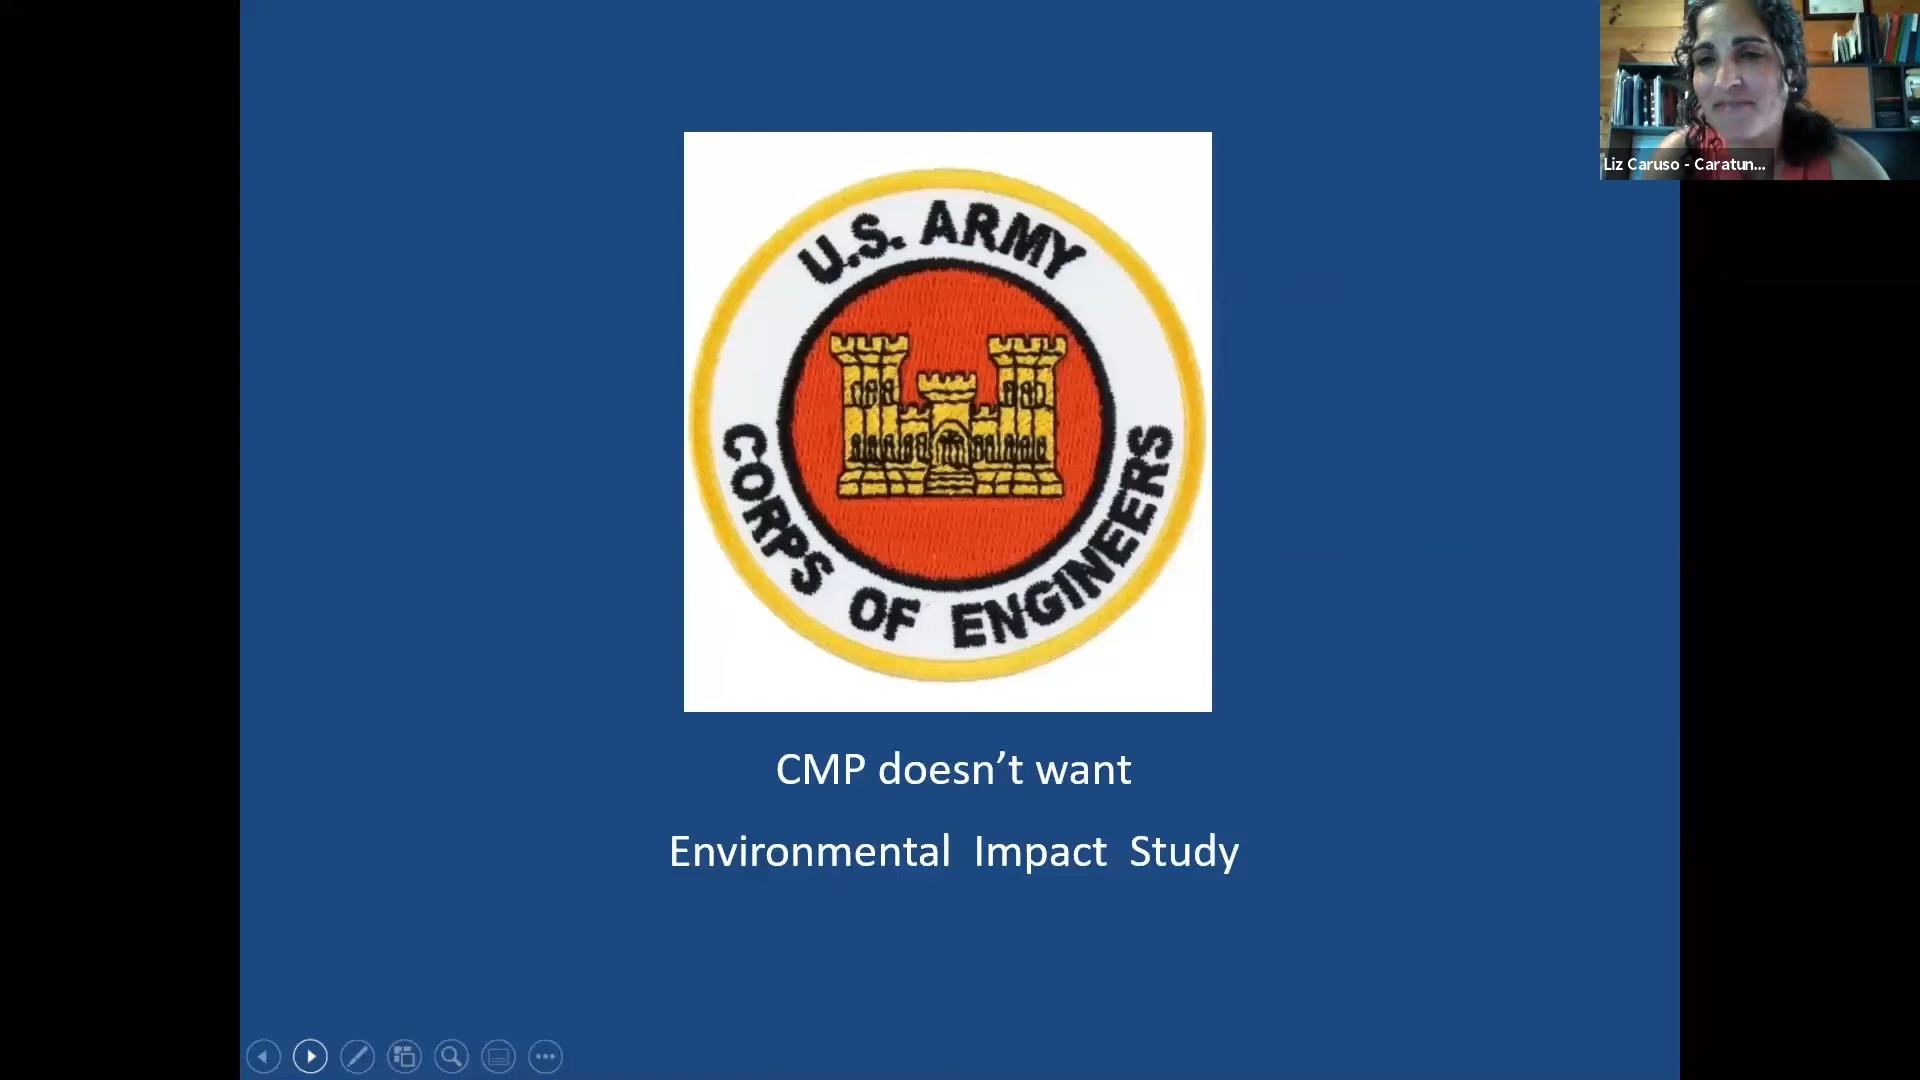 U.S. ARMY
CORPS OF ENGINEERS
CMP doesn’t want
Environmental Impact Study
Liz Caruso - Caratun...